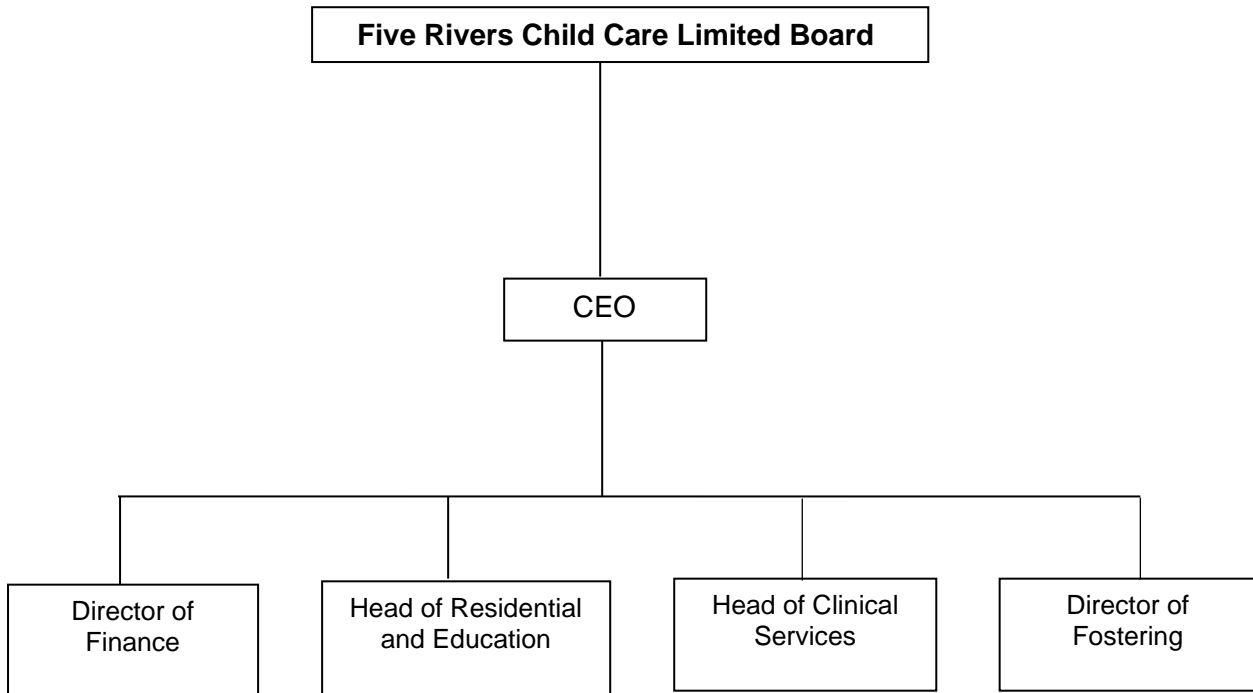 Five Rivers Child Care Limited Board
CEO
Director of
Finance
Head of Residential
and Education
Head of Clinical
Services
Director of
Fostering